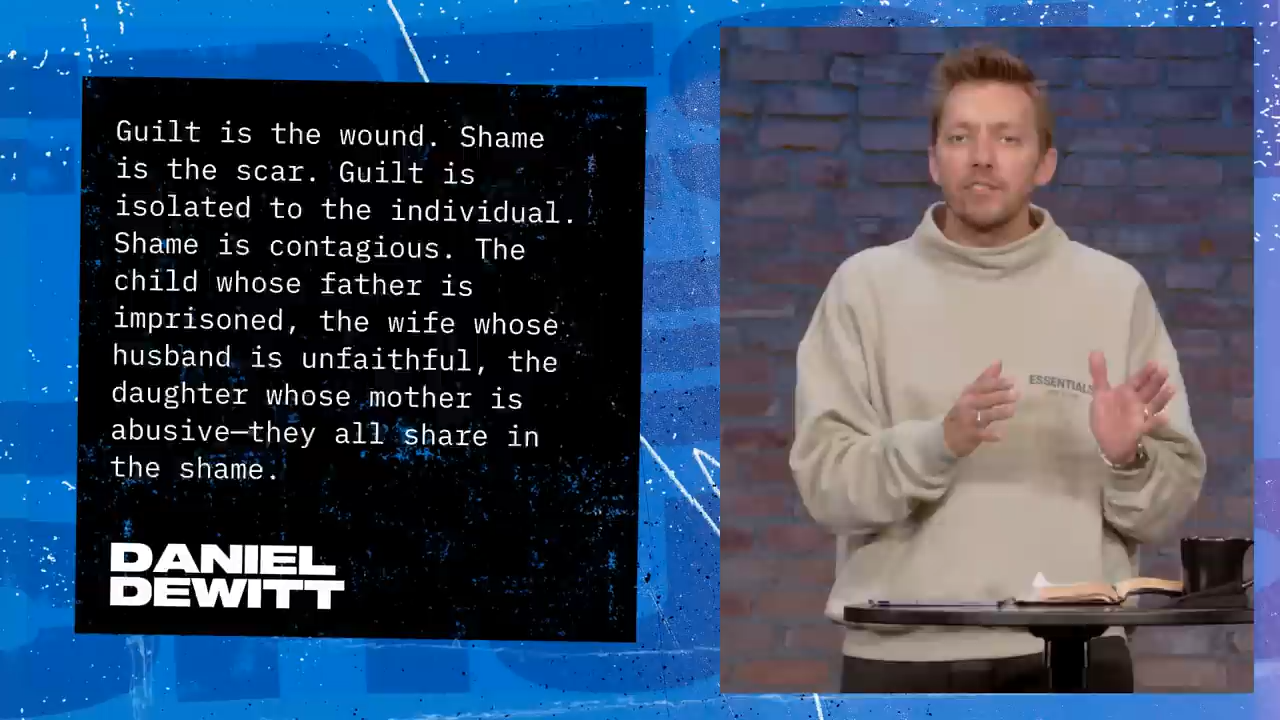 Guilt is the wound. Shame
is the scar. Guilt is
isolated to the individual.
Shame is contagious. The
child whose father is
imprisoned, the wife whose
husband is unfaithful, the
daughter whose mother is
abusive—they all share in
the shame.
DANIEL
DEWITT
ESSENTIALS